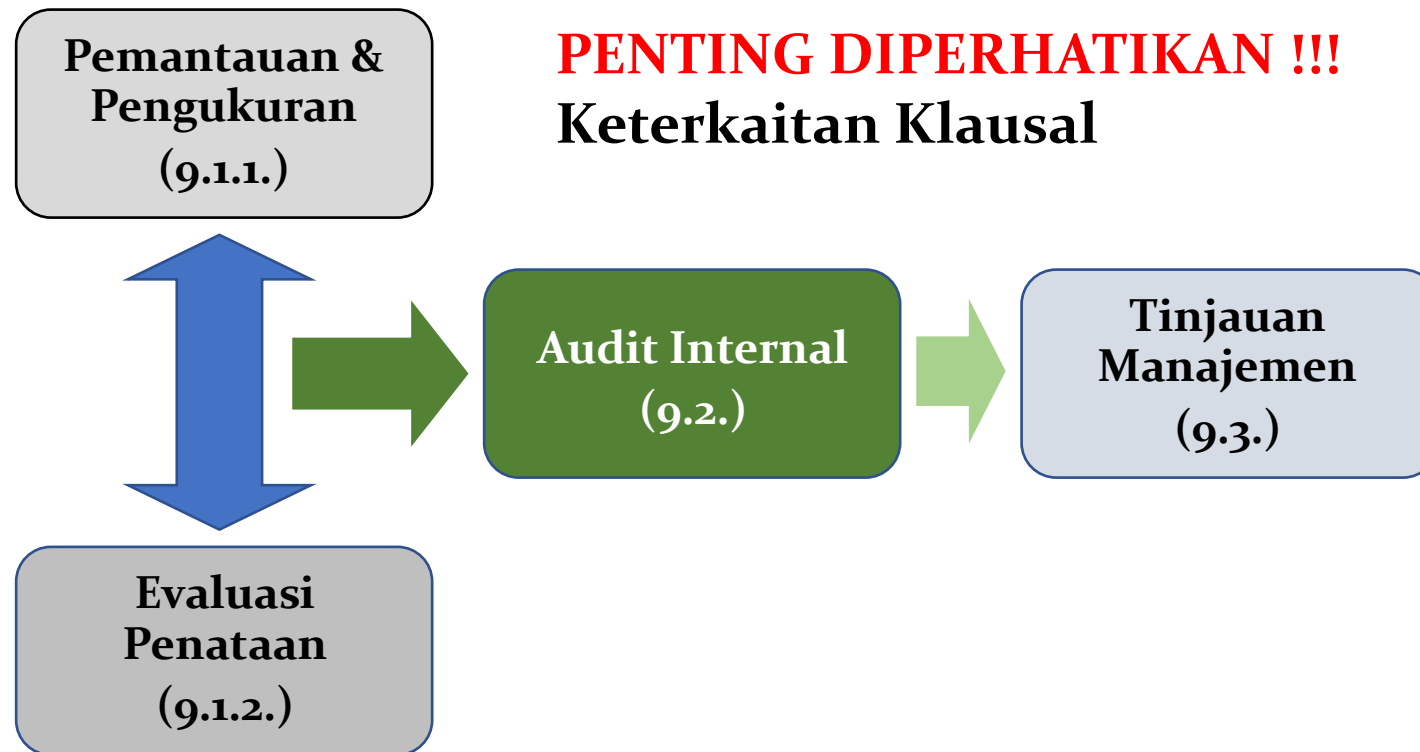 Pemantauan &
Pengukuran
(9.1.1.)
PENTING DIPERHATIKAN !!!
Keterkaitan Klausal
Audit Internal
(9.2.)
Tinjauan
Manajemen
(9.3.)
Evaluasi
Penataan
(9.1.2.)